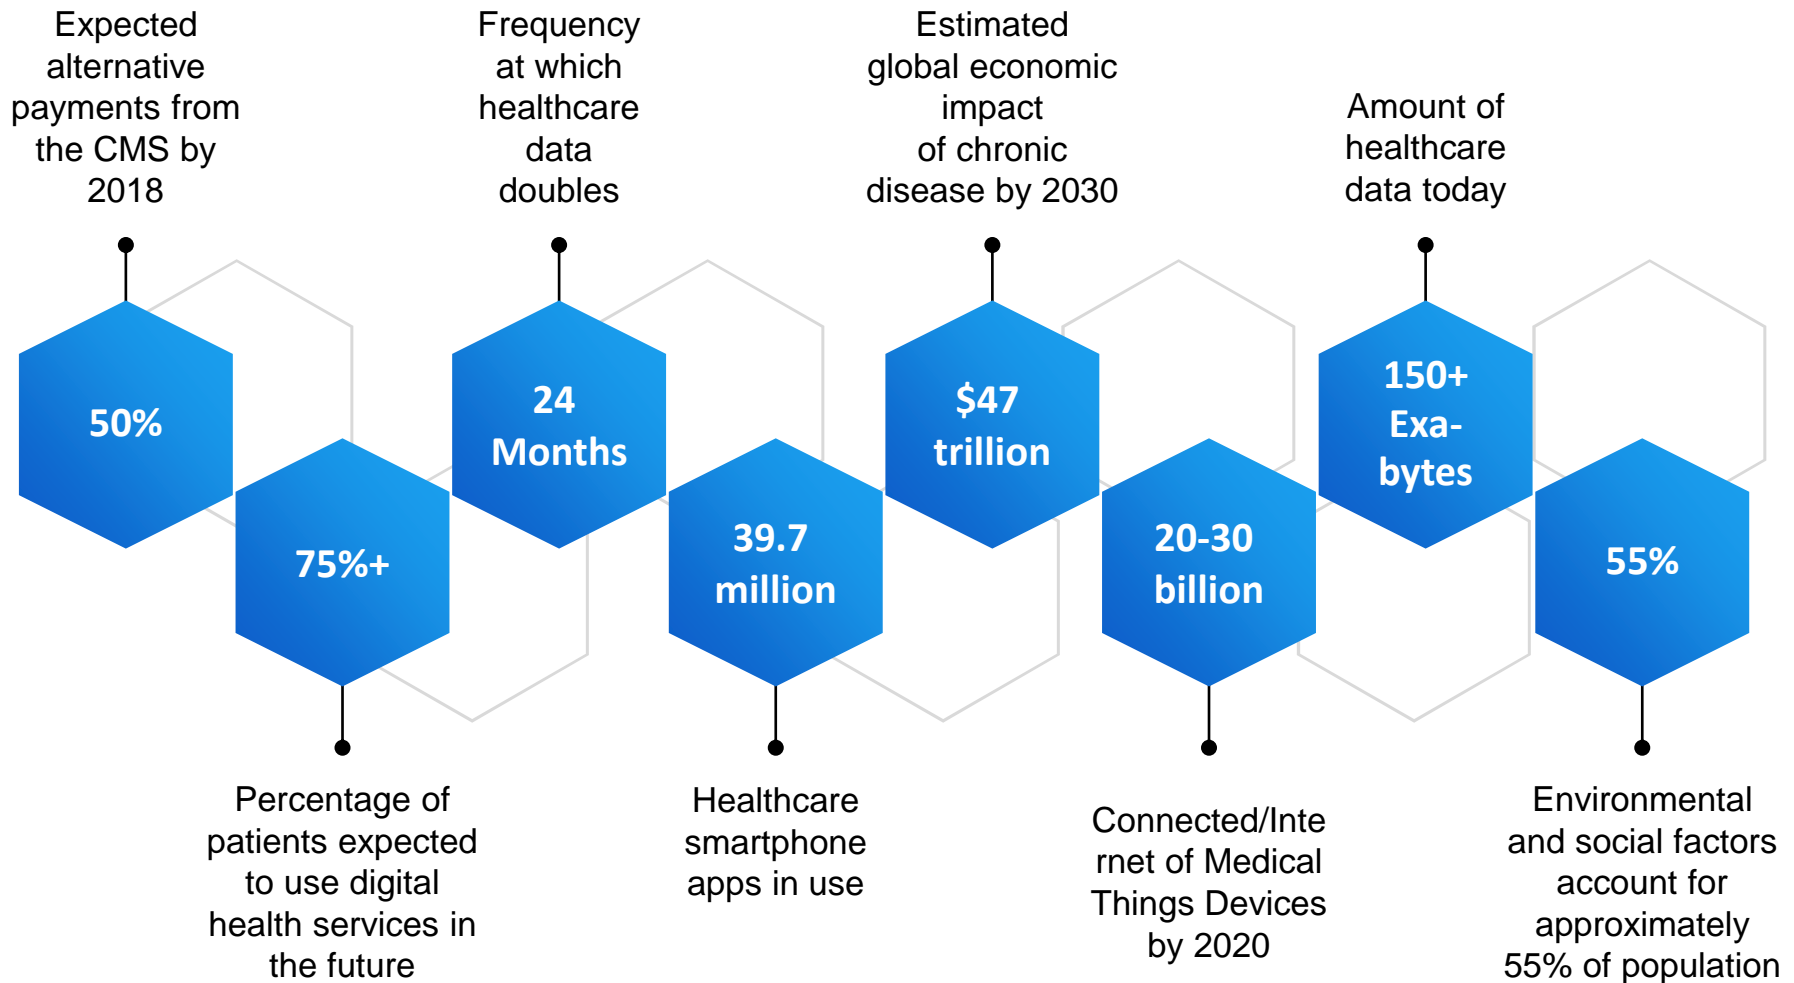 Expected
alternative
payments from
the CMS by
2018
50%
75%+
Percentage of
patients expected
to use digital
health services in
the future
Frequency
at which
healthcare
data
doubles
24
Months
39.7
million
Healthcare
smartphone
apps in use
Estimated
global economic
impact
of chronic
disease by 2030
$47
trillion
20-30
billion
Connected/Inte
rnet of Medical
Things Devices
by 2020
Amount of
healthcare
data today
150+
Exa-
bytes
55%
Environmental
and social factors
account for
approximately
55% of population